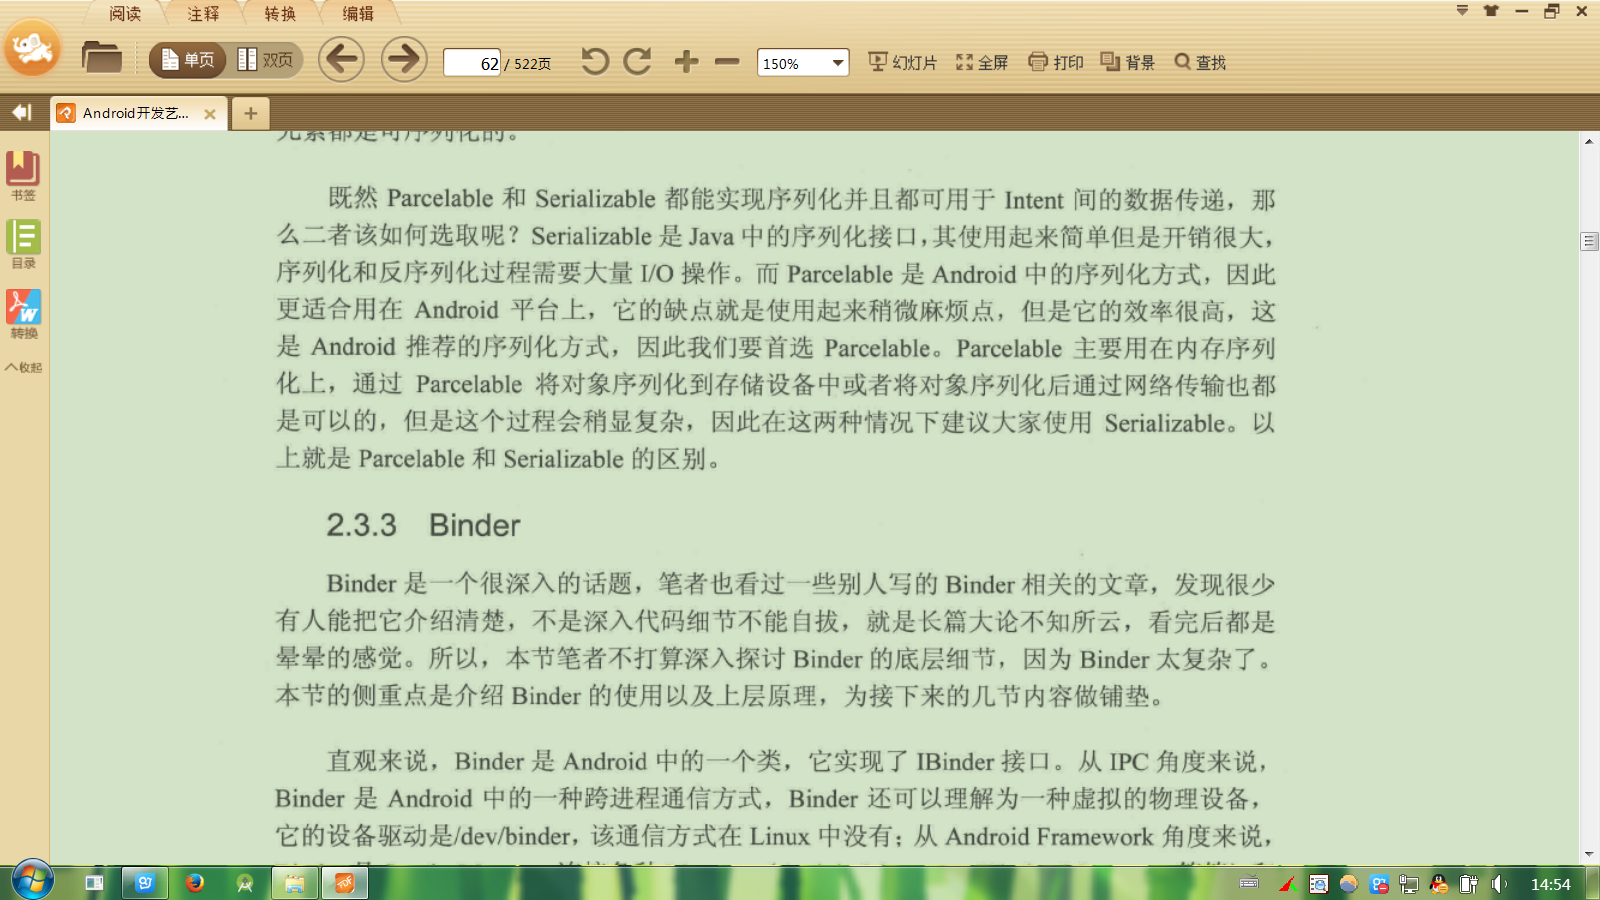 阅读 注释 转换 编辑
单页 双页 62 / 522页 150% 幻灯片 全屏 打印 背景 查找
Android开发艺...
书签
目录
转换
收起
元素都是可序列化的。
既然 Parcelable 和 Serializable 都能实现序列化并且都可用于 Intent 间的数据传递，那
么二者该如何选取呢？Serializable 是 Java 中的序列化接口，其使用起来简单但是开销很大，
序列化和反序列化过程需要大量 I/O 操作。而 Parcelable 是 Android 中的序列化方式，因此
更适合用在 Android 平台上，它的缺点就是使用起来稍微麻烦点，但是它的效率很高，这
是 Android 推荐的序列化方式，因此我们要首选 Parcelable。Parcelable 主要用在内存序列
化上，通过 Parcelable 将对象序列化到存储设备中或者将对象序列化后通过网络传输也都
是可以的，但是这个过程会稍显复杂，因此在这两种情况下建议大家使用 Serializable。以
上就是 Parcelable 和 Serializable 的区别。
2.3.3 Binder
Binder 是一个很深入的话题，笔者也看过一些别人写的 Binder 相关的文章，发现很少
有人能把它介绍清楚，不是深入代码细节不能自拔，就是长篇大论不知所云，看完后都是
晕晕的感觉。所以，本节笔者不打算深入探讨 Binder 的底层细节，因为 Binder 太复杂了。
本节的侧重点是介绍 Binder 的使用以及上层原理，为接下来的几节内容做铺垫。
直观来说，Binder 是 Android 中的一个类，它实现了 IBinder 接口。从 IPC 角度来说，
Binder 是 Android 中的一种跨进程通信方式，Binder 还可以理解为一种虚拟的物理设备，
它的设备驱动是/dev/binder，该通信方式在 Linux 中没有；从 Android Framework 角度来说，
14:54